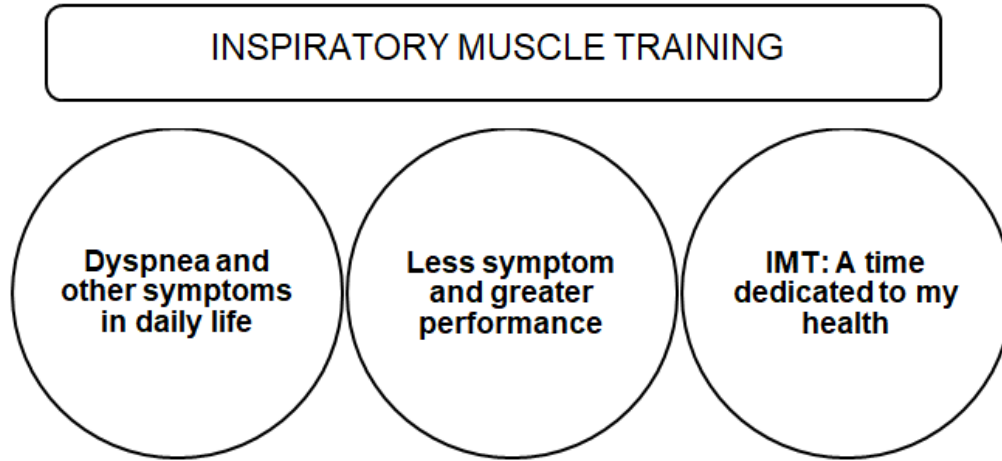 INSPIRATORY MUSCLE TRAINING
Dyspnea and
other symptoms
in daily life
Less symptom
and greater
performance
IMT: A time
dedicated to my
health